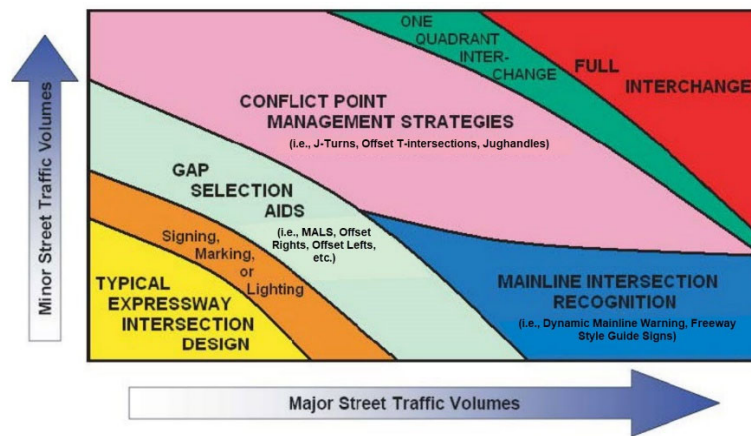 ONE
QUADRANT
INTER-
CHANGE
FULL
INTERCHANGE
CONFLICT POINT
MANAGEMENT STRATEGIES
(i.e., J-Turns, Offset T-intersections, Jughandles)
GAP
SELECTION
AIDS
(i.e., MALS, Offset
Rights, Offset Lefts,
etc.)
Signing,
Marking,
or
Lighting
TYPICAL
EXPRESSWAY
INTERSECTION
DESIGN
MAINLINE INTERSECTION
RECOGNITION
(i.e., Dynamic Mainline Warning, Freeway
Style Guide Signs)
Minor Street Traffic Volumes
Major Street Traffic Volumes